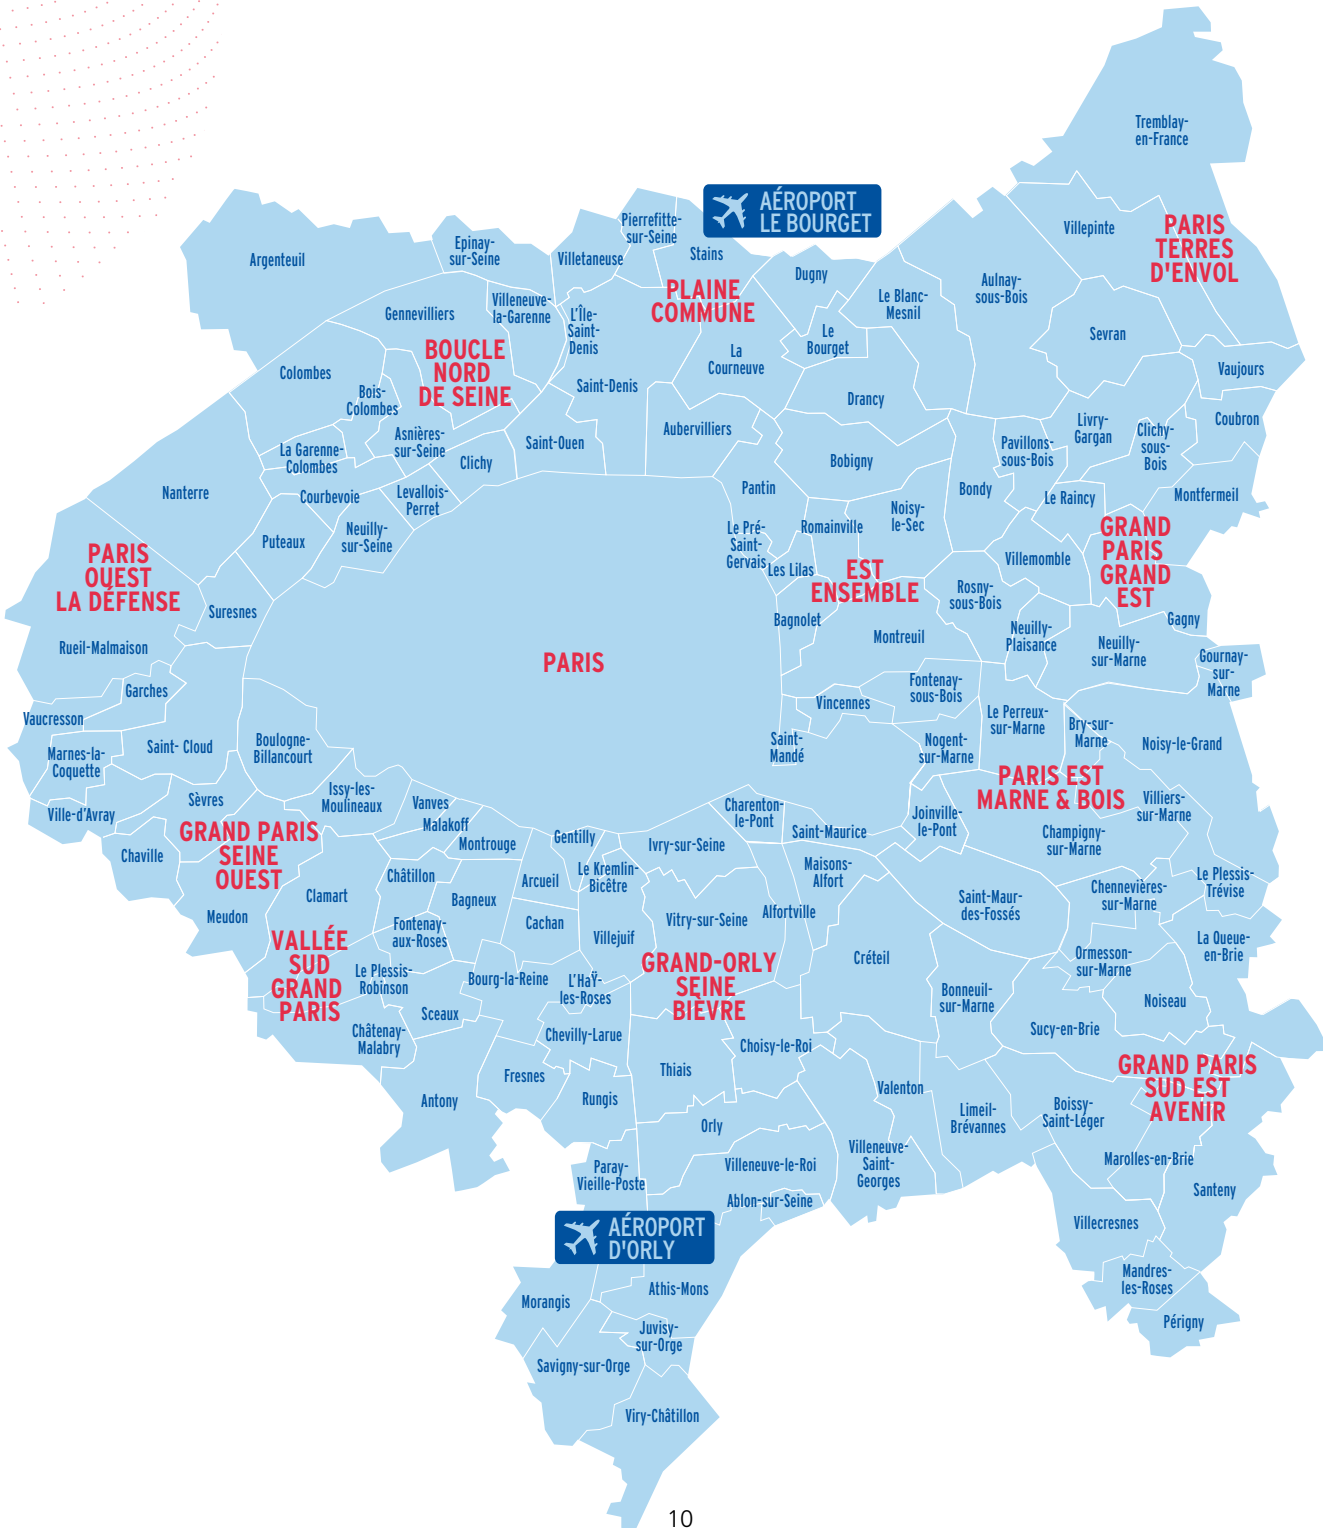 Tremblay-
en-France
AÉROPORT
LE BOURGET
Pierrefitte-
sur-Seine
Villepinte
PARIS
TERRES
D'ENVOL
Argenteuil
Epinay-
sur-Seine
Villetaneuse
Stains
Dugny
Aulnay-
sous-Bois
PLAINE
COMMUNE
Le Blanc-
Mesnil
Villeneuve-
la-Garenne
Gennevilliers
L'Île-
Saint-
Denis
Le
Bourget
Sevran
BOUCLE
NORD
DE SEINE
La
Courneuve
Vaujours
Colombes
Saint-Denis
Bois-
Colombes
Drancy
Coubron
Livry-
Gargan
Clichy-
sous-
Bois
Aubervilliers
Asnières-
sur-Seine
Saint-Ouen
Pavillons-
sous-Bois
La Garenne-
Colombes
Clichy
Bobigny
Nanterre
Courbevoie
Levallois-
Perret
Pantin
Bondy
Le Raincy
Montfermeil
Noisy-
le-Sec
Puteaux
Neuilly-
sur-Seine
Le Pré-
Saint-
Gervais
Romainville
GRAND
PARIS
GRAND
EST
PARIS
OUEST
LA DÉFENSE
Villemomble
Les Lilas
EST
ENSEMBLE
Rosny-
sous-Bois
Suresnes
Bagnolet
Gagny
Rueil-Malmaison
Montreuil
Neuilly-
Plaisance
Neuilly-
sur-Marne
PARIS
Gournay-
sur-
Marne
Garches
Fontenay-
sous-Bois
Vaucresson
Vincennes
Le Perreux-
sur-Marne
Bry-sur-
Marne
Noisy-le-Grand
Marnes-la-
Coquette
Saint- Cloud
Boulogne-
Billancourt
Saint-
Mandé
Nogent-
sur-Marne
PARIS EST
MARNE & BOIS
Sèvres
Issy-les-
Moulineaux
Vanves
Charenton-
le-Pont
Villiers-
sur-Marne
Ville-d'Avray
Malakoff
Joinville-
le-Pont
GRAND PARIS
SEINE
OUEST
Montrouge
Gentilly
Ivry-sur-Seine
Saint-Maurice
Champigny-
sur-Marne
Chaville
Le Kremlin-
Bicêtre
Maisons-
Alfort
Châtillon
Arcueil
Le Plessis-
Trévise
Clamart
Bagneux
Chennevières-
sur-Marne
Saint-Maur-
des-Fossés
Meudon
Fontenay-
aux-Roses
Cachan
Vitry-sur-Seine
Alfortville
Villejuif
VALLÉE
SUD
GRAND
PARIS
La Queue-
en-Brie
GRAND-ORLY
SEINE
BIÈVRE
Créteil
Ormesson-
sur-Marne
Le Plessis-
Robinson
Bourg-la-Reine
L'HaŸ-
les-Roses
Bonneuil-
sur-Marne
Noiseau
Sceaux
Châtenay-
Malabry
Chevilly-Larue
Choisy-le-Roi
Sucy-en-Brie
Fresnes
Thiais
GRAND PARIS
SUD EST
AVENIR
Antony
Rungis
Valenton
Limeil-
Brévannes
Boissy-
Saint-Léger
Orly
Villeneuve-
Saint-
Georges
Paray-
Vieille-Poste
Villeneuve-le-Roi
Marolles-en-Brie
Ablon-sur-Seine
Santeny
AÉROPORT
D'ORLY
Villecresnes
Mandres-
les-Roses
Athis-Mons
Morangis
Périgny
Juvisy-
sur-Orge
Savigny-sur-Orge
Viry-Châtillon
10